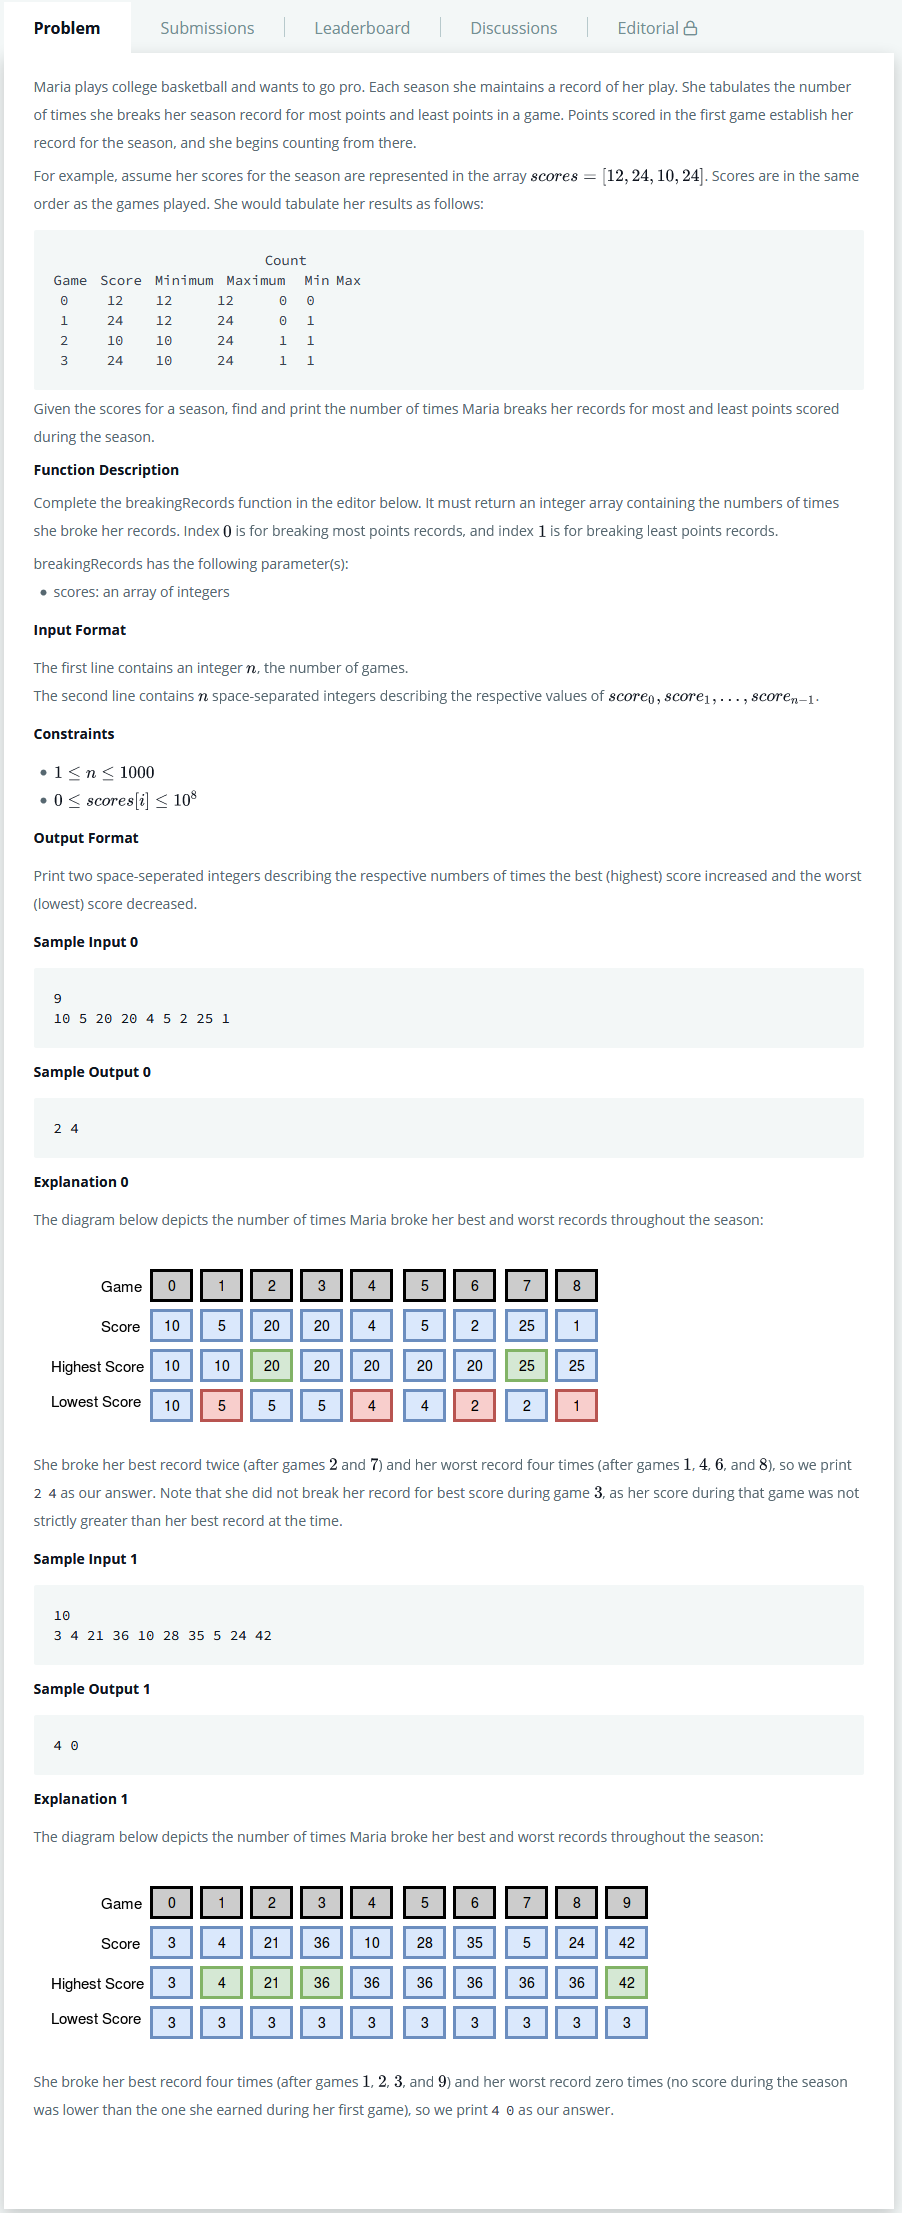 Problem Submissions Leaderboard Discussions Editorial
Maria plays college basketball and wants to go pro. Each season she maintains a record of her play. She tabulates the number
of times she breaks her season record for most points and least points in a game. Points scored in the first game establish her
record for the season, and she begins counting from there.
For example, assume her scores for the season are represented in the array scores = [12, 24, 10, 24]. Scores are in the same
order as the games played. She would tabulate her results as follows:
Count
Game Score Minimum Maximum Min Max
0 12 12 12 0 0
1 24 12 24 0 1
2 10 10 24 1 1
3 24 10 24 1 1
Given the scores for a season, find and print the number of times Maria breaks her records for most and least points scored
during the season.
Function Description
Complete the breakingRecords function in the editor below. It must return an integer array containing the numbers of times
she broke her records. Index 0 is for breaking most points records, and index 1 is for breaking least points records.
breakingRecords has the following parameter(s):
• scores: an array of integers
Input Format
The first line contains an integer n, the number of games.
The second line contains n space-separated integers describing the respective values of score₀, score₁, . . . , scoreₙ₋₁.
Constraints
• 1 ≤ n ≤ 1000
• 0 ≤ scores[i] ≤ 10⁸
Output Format
Print two space-seperated integers describing the respective numbers of times the best (highest) score increased and the worst
(lowest) score decreased.
Sample Input 0
9
10 5 20 20 4 5 2 25 1
Sample Output 0
2 4
Explanation 0
The diagram below depicts the number of times Maria broke her best and worst records throughout the season:
Game 0 1 2 3 4 5 6 7 8
Score 10 5 20 20 4 5 2 25 1
Highest Score 10 10 20 20 20 20 20 25 25
Lowest Score 10 5 5 5 4 4 2 2 1
She broke her best record twice (after games 2 and 7) and her worst record four times (after games 1, 4, 6, and 8), so we print
2 4 as our answer. Note that she did not break her record for best score during game 3, as her score during that game was not
strictly greater than her best record at the time.
Sample Input 1
10
3 4 21 36 10 28 35 5 24 42
Sample Output 1
4 0
Explanation 1
The diagram below depicts the number of times Maria broke her best and worst records throughout the season:
Game 0 1 2 3 4 5 6 7 8 9
Score 3 4 21 36 10 28 35 5 24 42
Highest Score 3 4 21 36 36 36 36 36 36 42
Lowest Score 3 3 3 3 3 3 3 3 3 3
She broke her best record four times (after games 1, 2, 3, and 9) and her worst record zero times (no score during the season
was lower than the one she earned during her first game), so we print 4 0 as our answer.